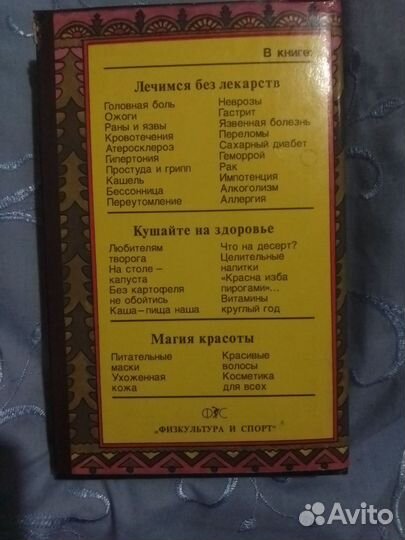 В книге:
Лечимся без лекарств
Головная боль
Ожоги
Раны и язвы
Кровотечения
Атеросклероз
Гипертония
Простуда и грипп
Кашель
Бессонница
Переутомление
Неврозы
Гастрит
Язвенная болезнь
Переломы
Сахарный диабет
Геморрой
Рак
Импотенция
Алкоголизм
Аллергия
Кушайте на здоровье
Любителям
творога
На столе –
капуста
Без картофеля
не обойтись
Каша – пища наша
Что на десерт?
Целительные
напитки
«Красна изба
пирогами»...
Витамины
круглый год
Магия красоты
Питательные
маски
Ухоженная
кожа
Красивые
волосы
Косметика
для всех
ФиС
"ФИЗКУЛЬТУРА И СПОРТ"
Avito